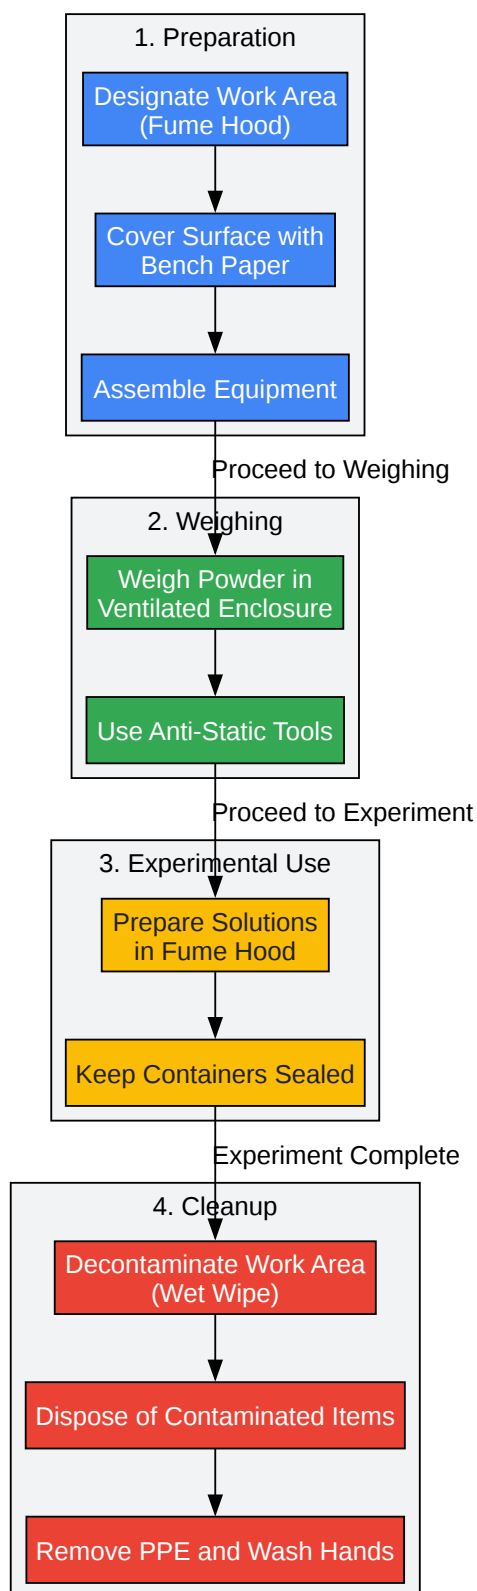 1. Preparation
Designate Work Area
(Fume Hood)
Cover Surface with
Bench Paper
Assemble Equipment
Proceed to Weighing
2. Weighing
Weigh Powder in
Ventilated Enclosure
Use Anti-Static Tools
Proceed to Experiment
3. Experimental Use
Prepare Solutions
in Fume Hood
Keep Containers Sealed
Experiment Complete
4. Cleanup
Decontaminate Work Area
(Wet Wipe)
Dispose of Contaminated Items
Remove PPE and Wash Hands